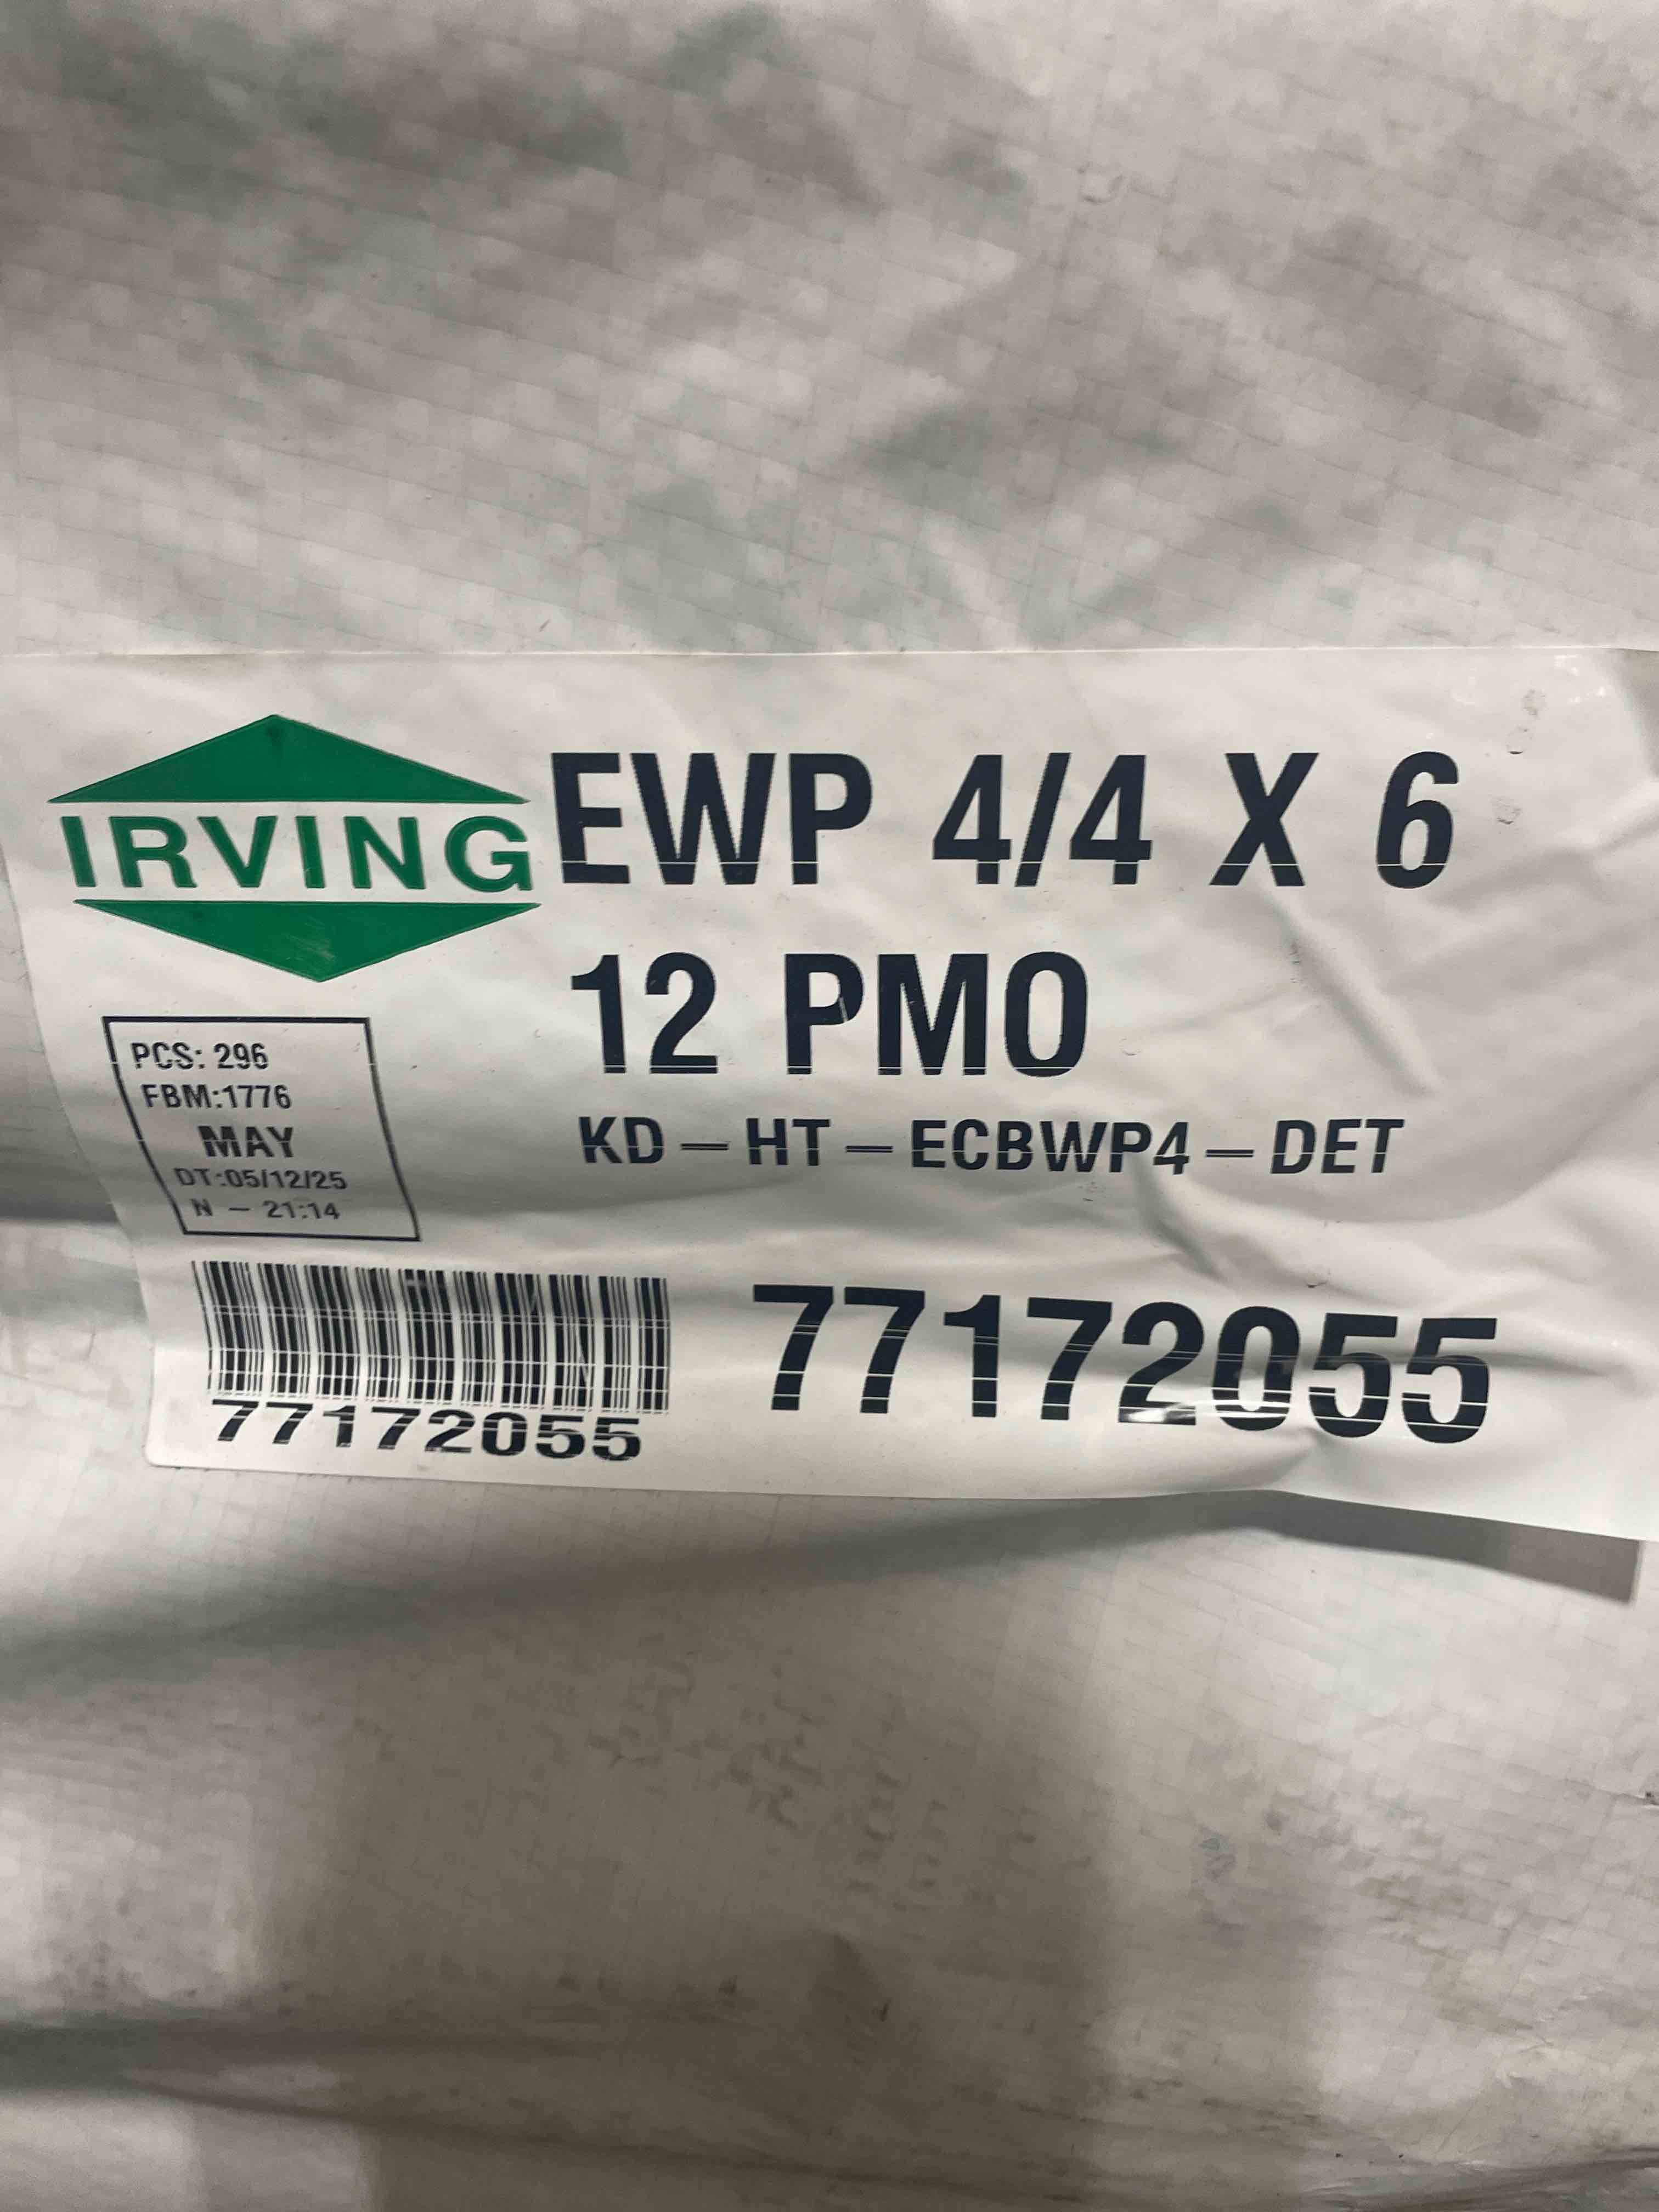 IRVING
EWP 4/4 X 6
12 PMO
KD – HT – ECBWP4 – DET
PCS: 296
FBM:1776
MAY
DT:05/12/25
N – 21:14
77172055
77172055